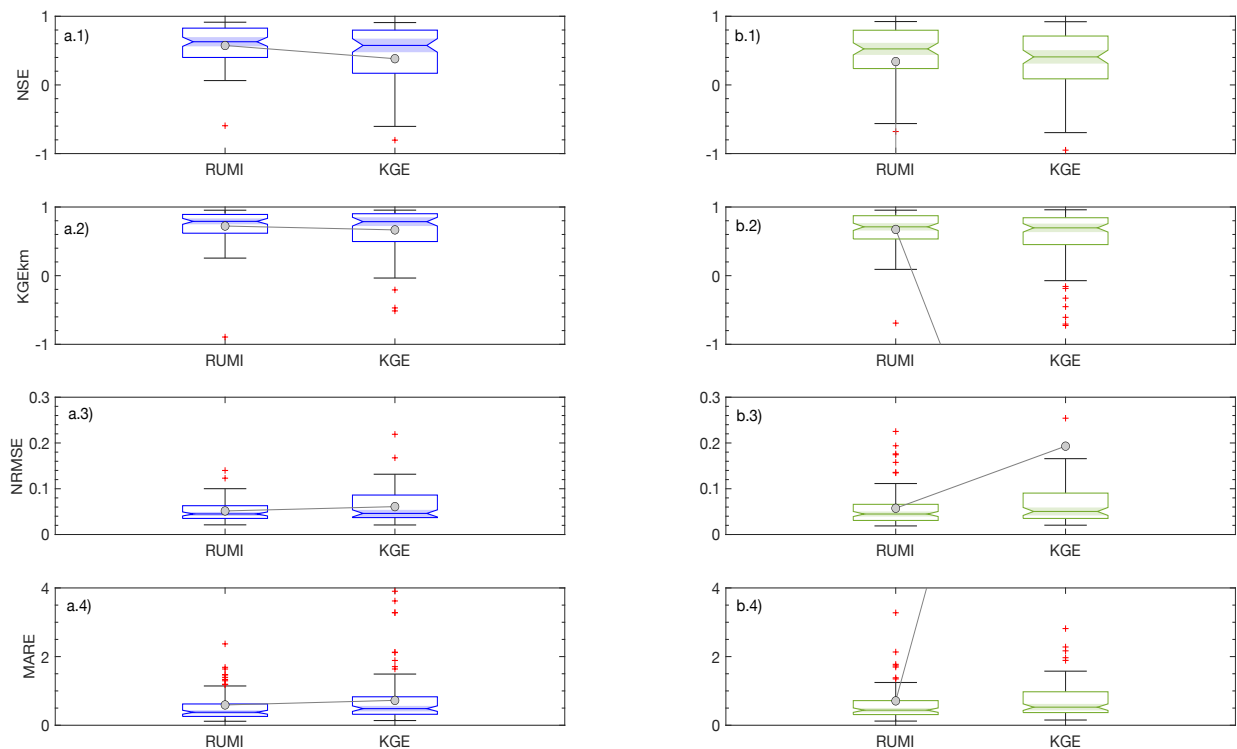 a.1)
1
0
-1
NSE
RUMI
KGE
b.1)
1
0
-1
RUMI
KGE
a.2)
1
0
-1
KGEkm
RUMI
KGE
b.2)
1
0
-1
RUMI
KGE
a.3)
0.3
0.2
0.1
0
NRMSE
RUMI
KGE
b.3)
0.3
0.2
0.1
0
RUMI
KGE
a.4)
4
2
0
MARE
RUMI
KGE
b.4)
4
2
0
RUMI
KGE